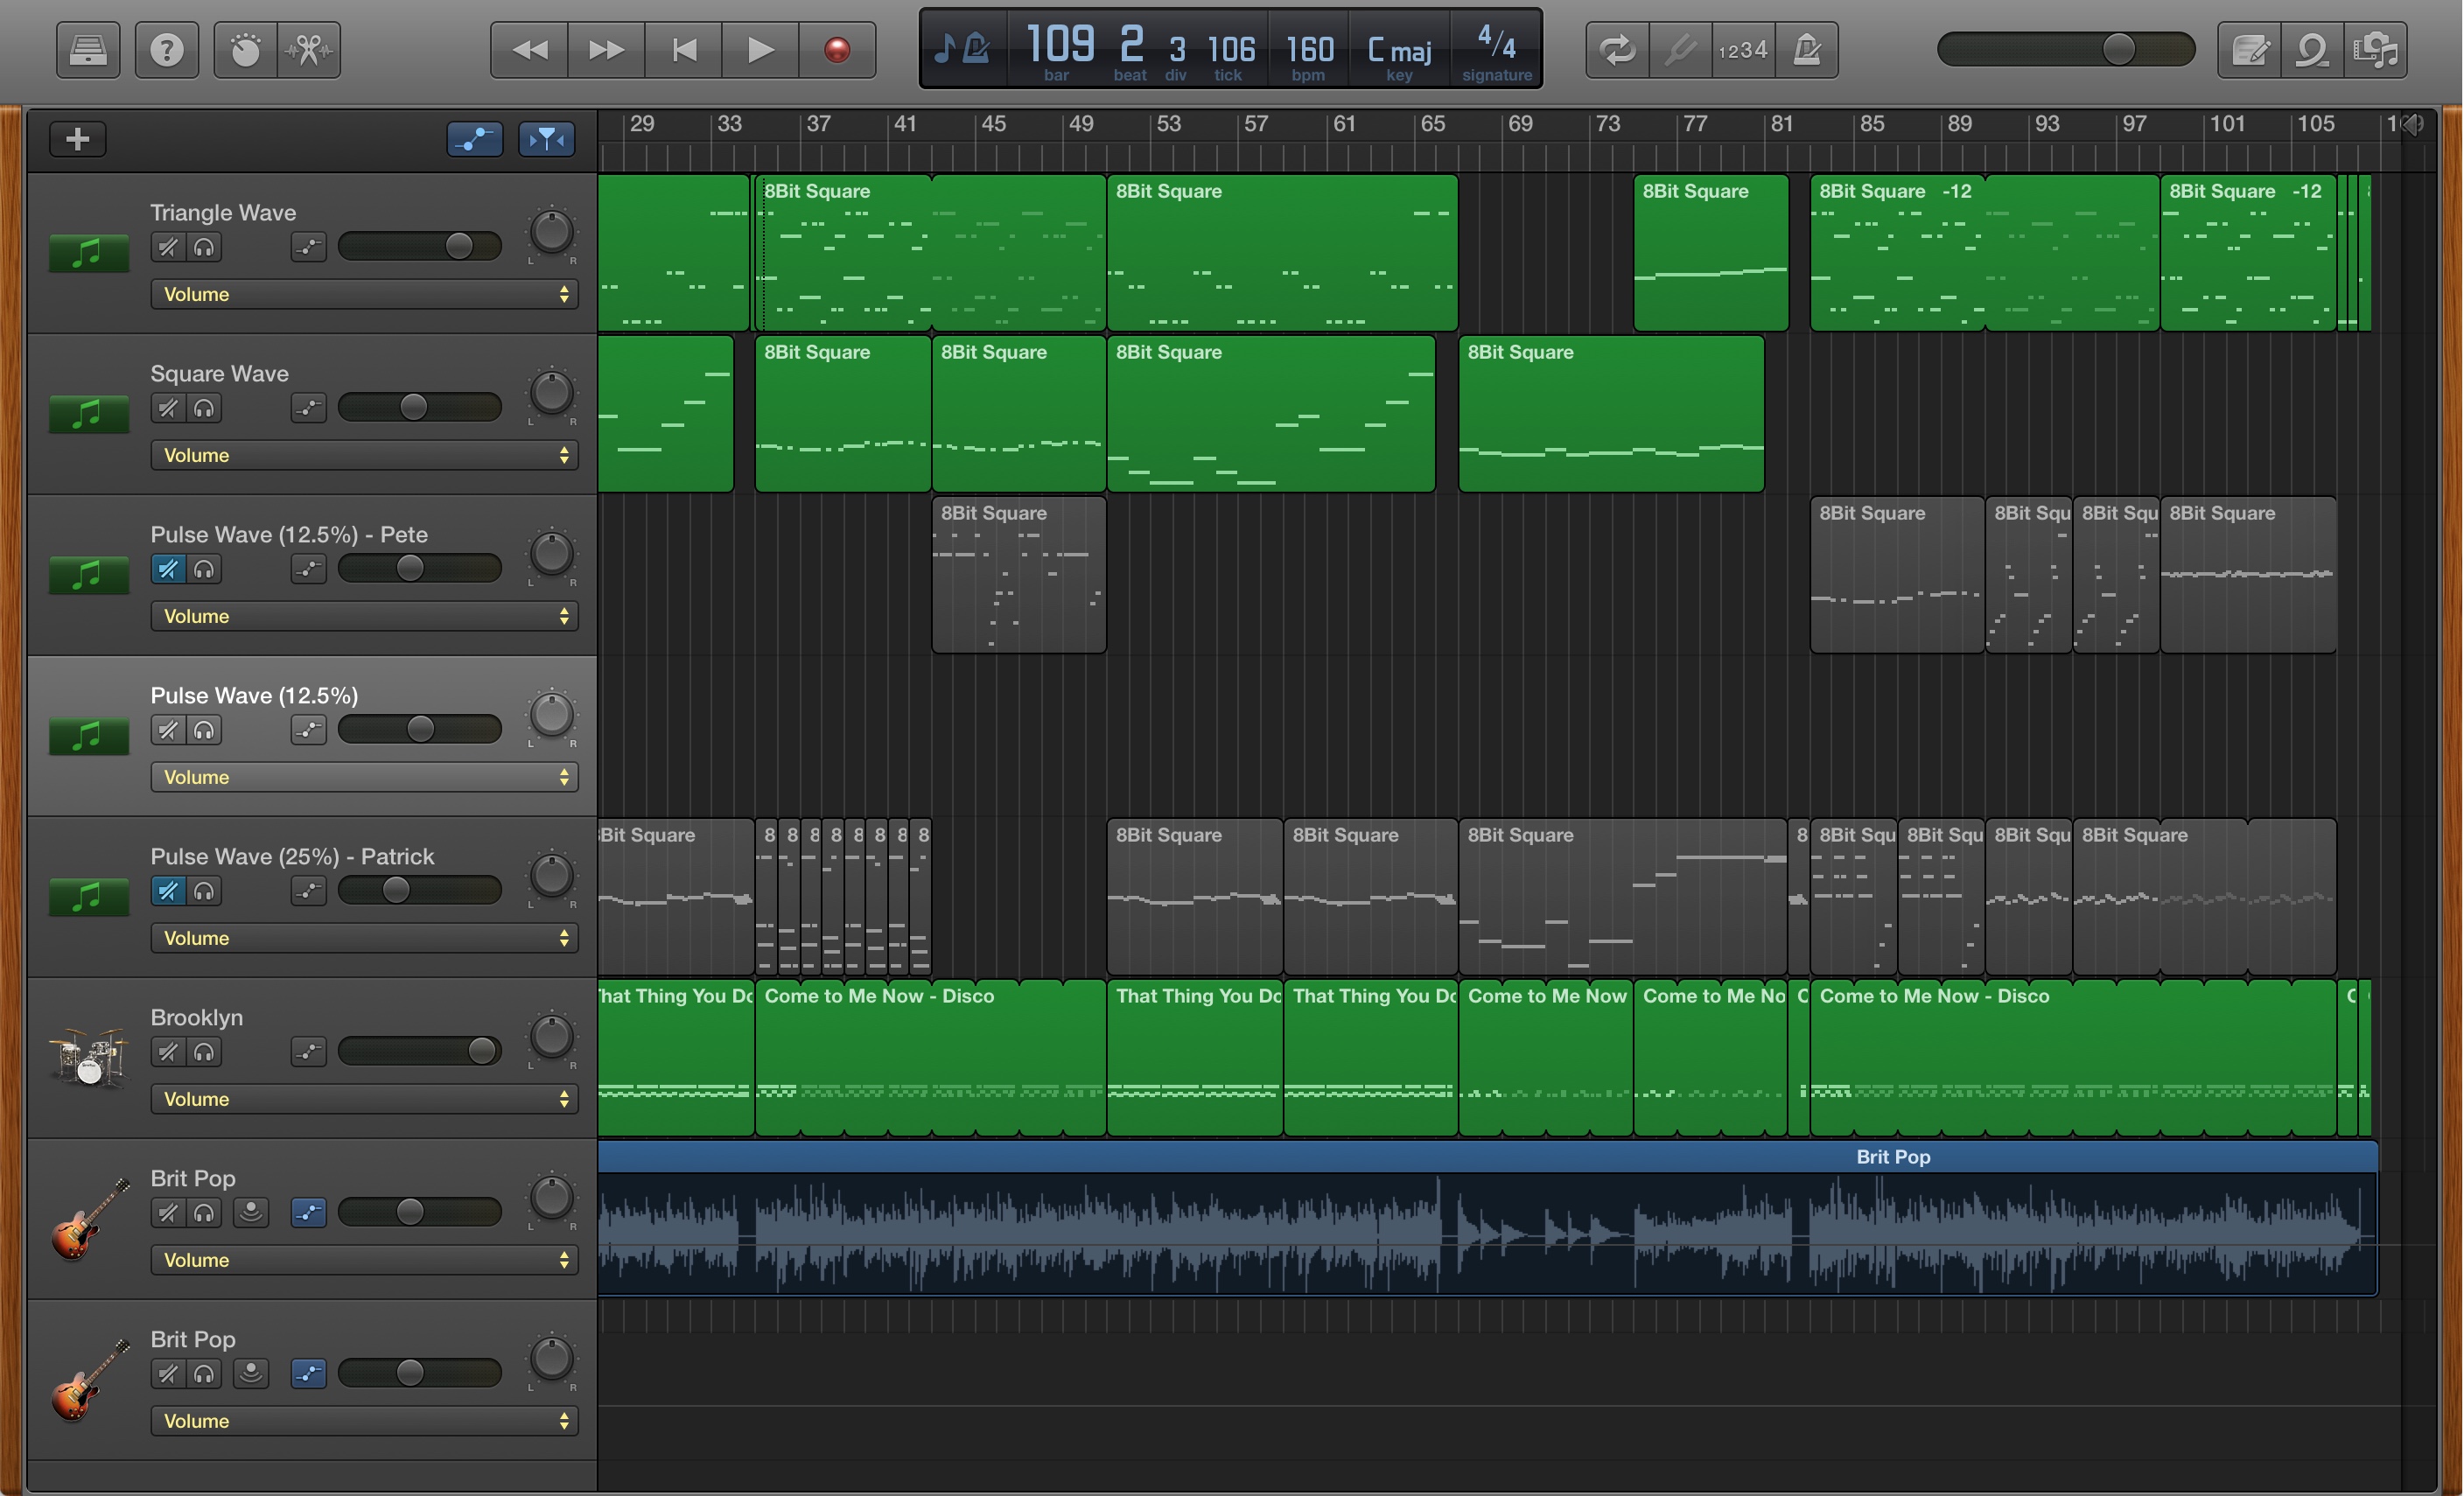 109 2 3 106 160 C maj 4/4
1234
bar beat div tick bpm key signature
29 33 37 41 45 49 53 57 61 65 69 73 77 81 85 89 93 97 101 105
Triangle Wave
L R
Volume
8Bit Square 8Bit Square 8Bit Square 8Bit Square -12 8Bit Square -12
Square Wave
L R
Volume
8Bit Square 8Bit Square 8Bit Square 8Bit Square
Pulse Wave (12.5%) - Pete
L R
Volume
8Bit Square 8Bit Square 8Bit Squ 8Bit Squ 8Bit Square
Pulse Wave (12.5%)
L R
Volume
Pulse Wave (25%) - Patrick
L R
Volume
Bit Square 8 8 8 8 8 8 8 8 8Bit Square 8Bit Square 8Bit Square 8 8Bit Squ 8Bit Squ 8Bit Squ 8Bit Square
Brooklyn
L R
Volume
That Thing You Do Come to Me Now - Disco That Thing You Do That Thing You Do Come to Me Now Come to Me No C Come to Me Now - Disco C
Brit Pop
L R
Volume
Brit Pop
Brit Pop
L R
Volume